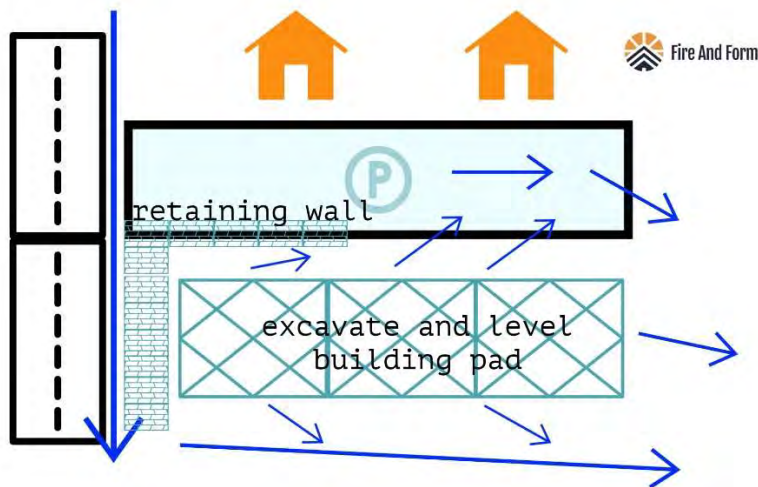 Fire And Form
P
retaining wall
excavate and level
building pad